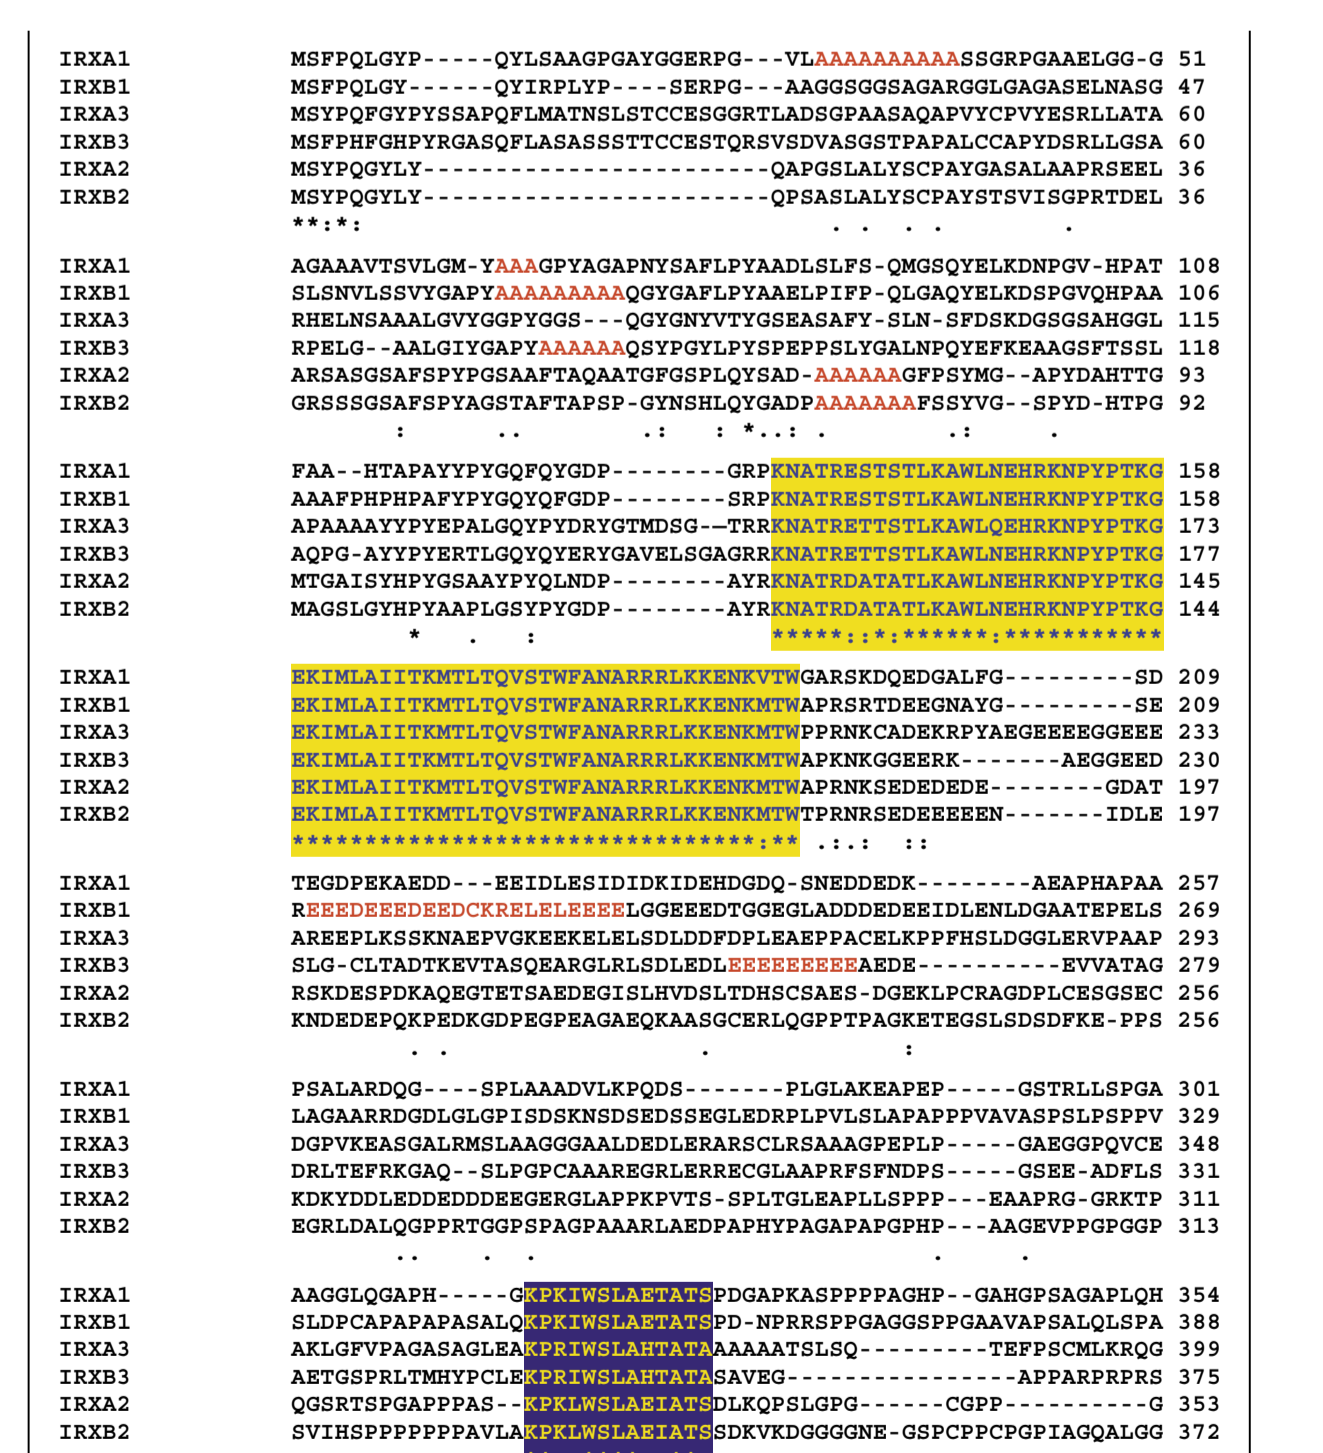 IRXA1 MSFPQLGYP-----QYLSAAGPGAYGGERPG---VLAAAAAAAAAASSGRPGAAELGG-G 51
IRXB1 MSFPQLGY------QYIRPLYP----SERPG---AAGGSGGSAGARGGLGAGASELNASG 47
IRXA3 MSYPQFGYPYSSAPQFLMATNSLSTCCESGGRTLADSGPAASAQAPVYCPVYESRLLATA 60
IRXB3 MSFPHFGHPYRGASQFLASASSSTTCCESTQRSVSDVASGSTPAPALCCAPYDSRLLGSA 60
IRXA2 MSYPQGYLY------------------------QAPGSLALYSCPAYGASALAAPRSEEL 36
IRXB2 MSYPQGYLY------------------------QPSASLALYSCPAYSTSVISGPRTDEL 36
**:*: . . . . .
IRXA1 AGAAAVTSVLGM-YAAAGPYAGAPNYSAFLPYAADLSLFS-QMGSQYELKDNPGV-HPAT 108
IRXB1 SLSNVLSSVYGAPYAAAAAAAAAQGYGAFLPYAAELPIFP-QLGAQYELKDSPGVQHPAA 106
IRXA3 RHELNSAAALGVYGGPYGGS---QGYGNYVTYGSEASAFY-SLN-SFDSKDGSGSAHGGL 115
IRXB3 RPELG--AALGIYGAPYAAAAAAQSYPGYLPYSPEPPSLYGALNPQYEFKEAAGSFTSSL 118
IRXA2 ARSASGSAFSPYPGSAAFTAQAATGFGSPLQYSAD-AAAAAAGFPSYMG--APYDAHTTG 93
IRXB2 GRSSSGSAFSPYAGSTAFTAPSP-GYNSHLQYGADPAAAAAAAFSSYVG--SPYD-HTPG 92
: .. .: : *..: . .: .
IRXA1 FAA--HTAPAYYPYGQFQYGDP--------GRPKNATRESTSTLKAWLNEHRKNPYPTKG 158
IRXB1 AAAFPHPHPAFYPYGQYQFGDP--------SRPKNATRESTSTLKAWLNEHRKNPYPTKG 158
IRXA3 APAAAAYYPYEPALGQYPYDRYGTMDSG-—TRRKNATRETTSTLKAWLQEHRKNPYPTKG 173
IRXB3 AQPG-AYYPYERTLGQYQYERYGAVELSGAGRRKNATRETTSTLKAWLNEHRKNPYPTKG 177
IRXA2 MTGAISYHPYGSAAYPYQLNDP--------AYRKNATRDATATLKAWLNEHRKNPYPTKG 145
IRXB2 MAGSLGYHPYAAPLGSYPYGDP--------AYRKNATRDATATLKAWLNEHRKNPYPTKG 144
* . : *****::*:******:***********
IRXA1 EKIMLAIITKMTLTQVSTWFANARRRLKKENKVTWGARSKDQEDGALFG---------SD 209
IRXB1 EKIMLAIITKMTLTQVSTWFANARRRLKKENKMTWAPRSRTDEEGNAYG---------SE 209
IRXA3 EKIMLAIITKMTLTQVSTWFANARRRLKKENKMTWPPRNKCADEKRPYAEGEEEEGGEEE 233
IRXB3 EKIMLAIITKMTLTQVSTWFANARRRLKKENKMTWAPKNKGGEERK-------AEGGEED 230
IRXA2 EKIMLAIITKMTLTQVSTWFANARRRLKKENKMTWAPRNKSEDEDEDE--------GDAT 197
IRXB2 EKIMLAIITKMTLTQVSTWFANARRRLKKENKMTWTPRNRSEDEEEEEN-------IDLE 197
********************************:** .:.: ::
IRXA1 TEGDPEKAEDD---EEIDLESIDIDKIDEHDGDQ-SNEDDEDK--------AEAPHAPAA 257
IRXB1 REEEDEEEDEEDCKRELELEEEELGGEEEDTGGEGLADDDEDEEIDLENLDGAATEPELS 269
IRXA3 AREEPLKSSKNAEPVGKEEKELELSDLDDFDPLEAEPPACELKPPFHSLDGGLERVPAAP 293
IRXB3 SLG-CLTADTKEVTASQEARGLRLSDLEDLEEEEEEEEEAEDE----------EVVATAG 279
IRXA2 RSKDESPDKAQEGTETSAEDEGISLHVDSLTDHSCSAES-DGEKLPCRAGDPLCESGSEC 256
IRXB2 KNDEDEPQKPEDKGDPEGPEAGAEQKAASGCERLQGPPTPAGKETEGSLSDSDFKE-PPS 256
. . . :
IRXA1 PSALARDQG----SPLAAADVLKPQDS-------PLGLAKEAPEP-----GSTRLLSPGA 301
IRXB1 LAGAARRDGDLGLGPISDSKNSDSEDSSEGLEDRPLPVLSLAPAPPPVAVASPSLPSPPV 329
IRXA3 DGPVKEASGALRMSLAAGGGAALDEDLERARSCLRSAAAGPEPLP-----GAEGGPQVCE 348
IRXB3 DRLTEFRKGAQ--SLPGPCAAAREGRLERRECGLAAPRFSFNDPS-----GSEE-ADFLS 331
IRXA2 KDKYDDLEDDEDDDEEGERGLAPPKPVTS-SPLTGLEAPLLSPPP---EAAPRG-GRKTP 311
IRXB2 EGRLDALQGPPRTGGPSPAGPAAARLAEDPAPHYPAGAPAPGPHP---AAGEVPPGPGGP 313
.. . . . .
IRXA1 AAGGLQGAPH-----GKPKIWSLAETATSPDGAPKASPPPPAGHP--GAHGPSAGAPLQH 354
IRXB1 SLDPCAPAPAPASALQKPKIWSLAETATSPD-NPRRSPPGAGGSPPGAAVAPSALQLSPA 388
IRXA3 AKLGFVPAGASAGLEAKPRIWSLAHTATAAAAAATSLSQ---------TEFPSCMLKRQG 399
IRXB3 AETGSPRLTMHYPCLEKPRIWSLAHTATASAVEG----------------APPARPRPRS 375
IRXA2 QGSRTSPGAPPPAS--KPKLWSLAEIATSDLKQPSLGPG------CGPP----------G 353
IRXB2 SVIHSPPPPPPPAVLAKPKLWSLAEIATSSDKVKDGGGGNE-GSPCPPCPGPIAGQALGG 372